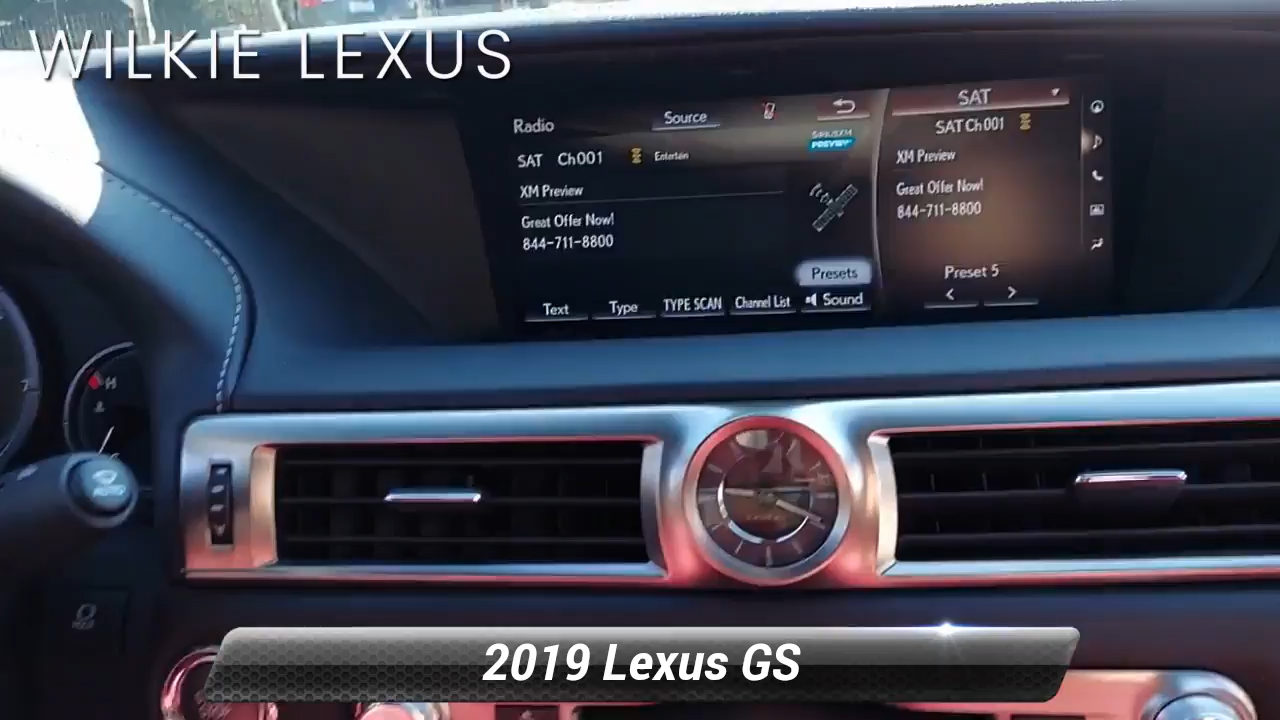 WILKIE LEXUS
Radio
Source
SAT Ch001
Entertain
SIRIUSXM
PREVIEW
XM Preview
Great Offer Now!
844-711-8800
Presets
Text
Type
TYPE SCAN
Channel List
Sound
SAT
SAT Ch001
XM Preview
Great Offer Now!
844-711-8800
Preset 5
<
>
7
H
AUTO
2019 Lexus GS